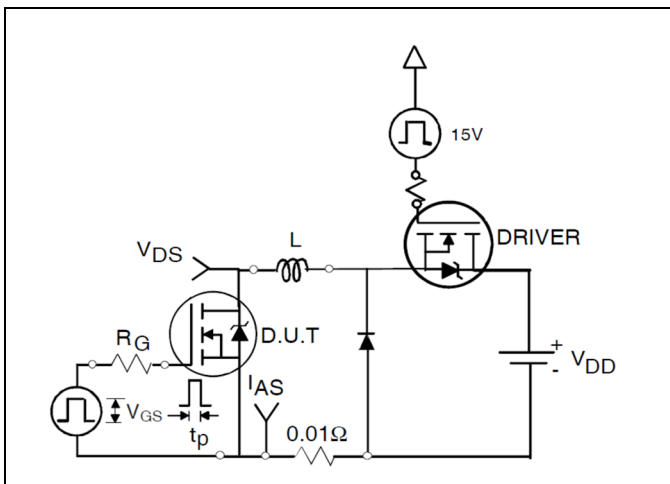 15V
DRIVER
VDS
L
D.U.T
RG
IAS
+
-
VDD
VGS
tp
0.01Ω